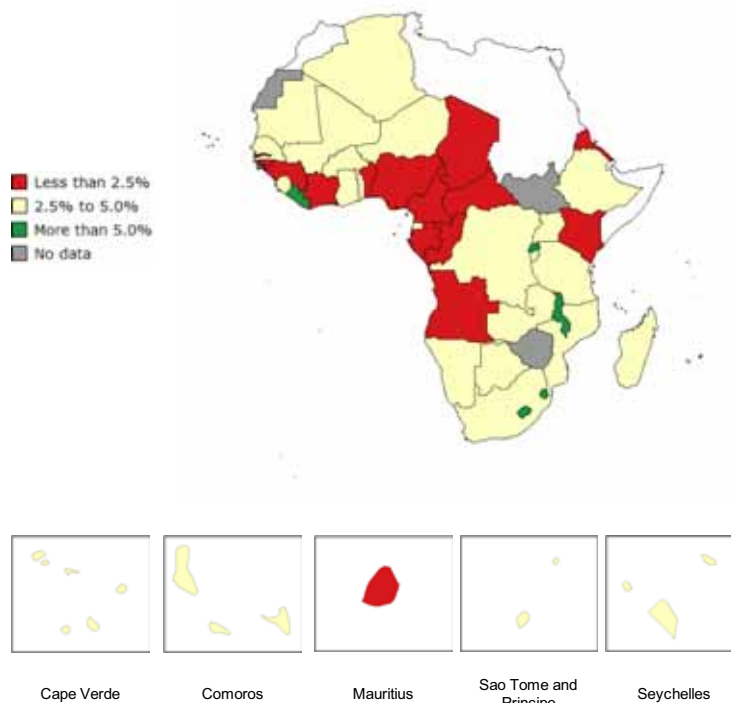 Less than 2.5%
2.5% to 5.0%
More than 5.0%
No data
Cape Verde
Comoros
Mauritius
Sao Tome and
Principe
Seychelles